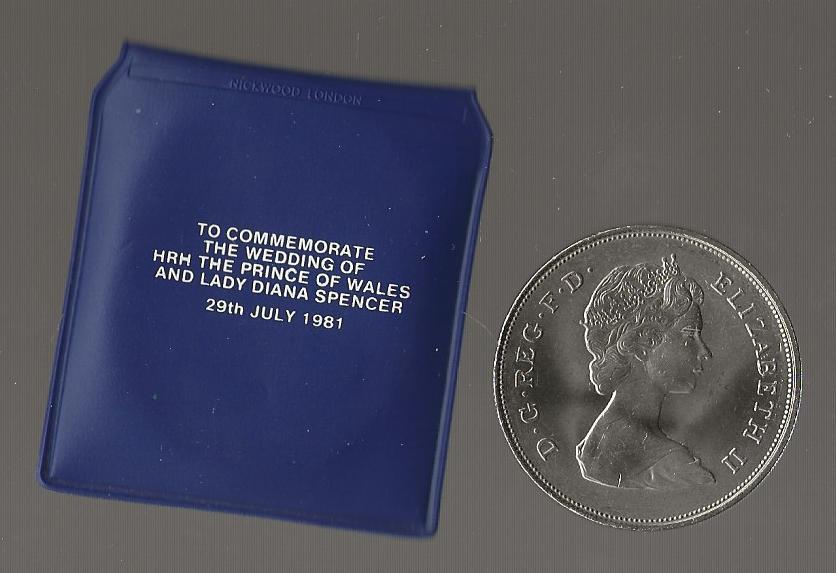 NICKWOOD LONDON
TO COMMEMORATE
THE WEDDING OF
HRH THE PRINCE OF WALES
AND LADY DIANA SPENCER
29th JULY 1981
D·G·REG·F·D· ELIZABETH II